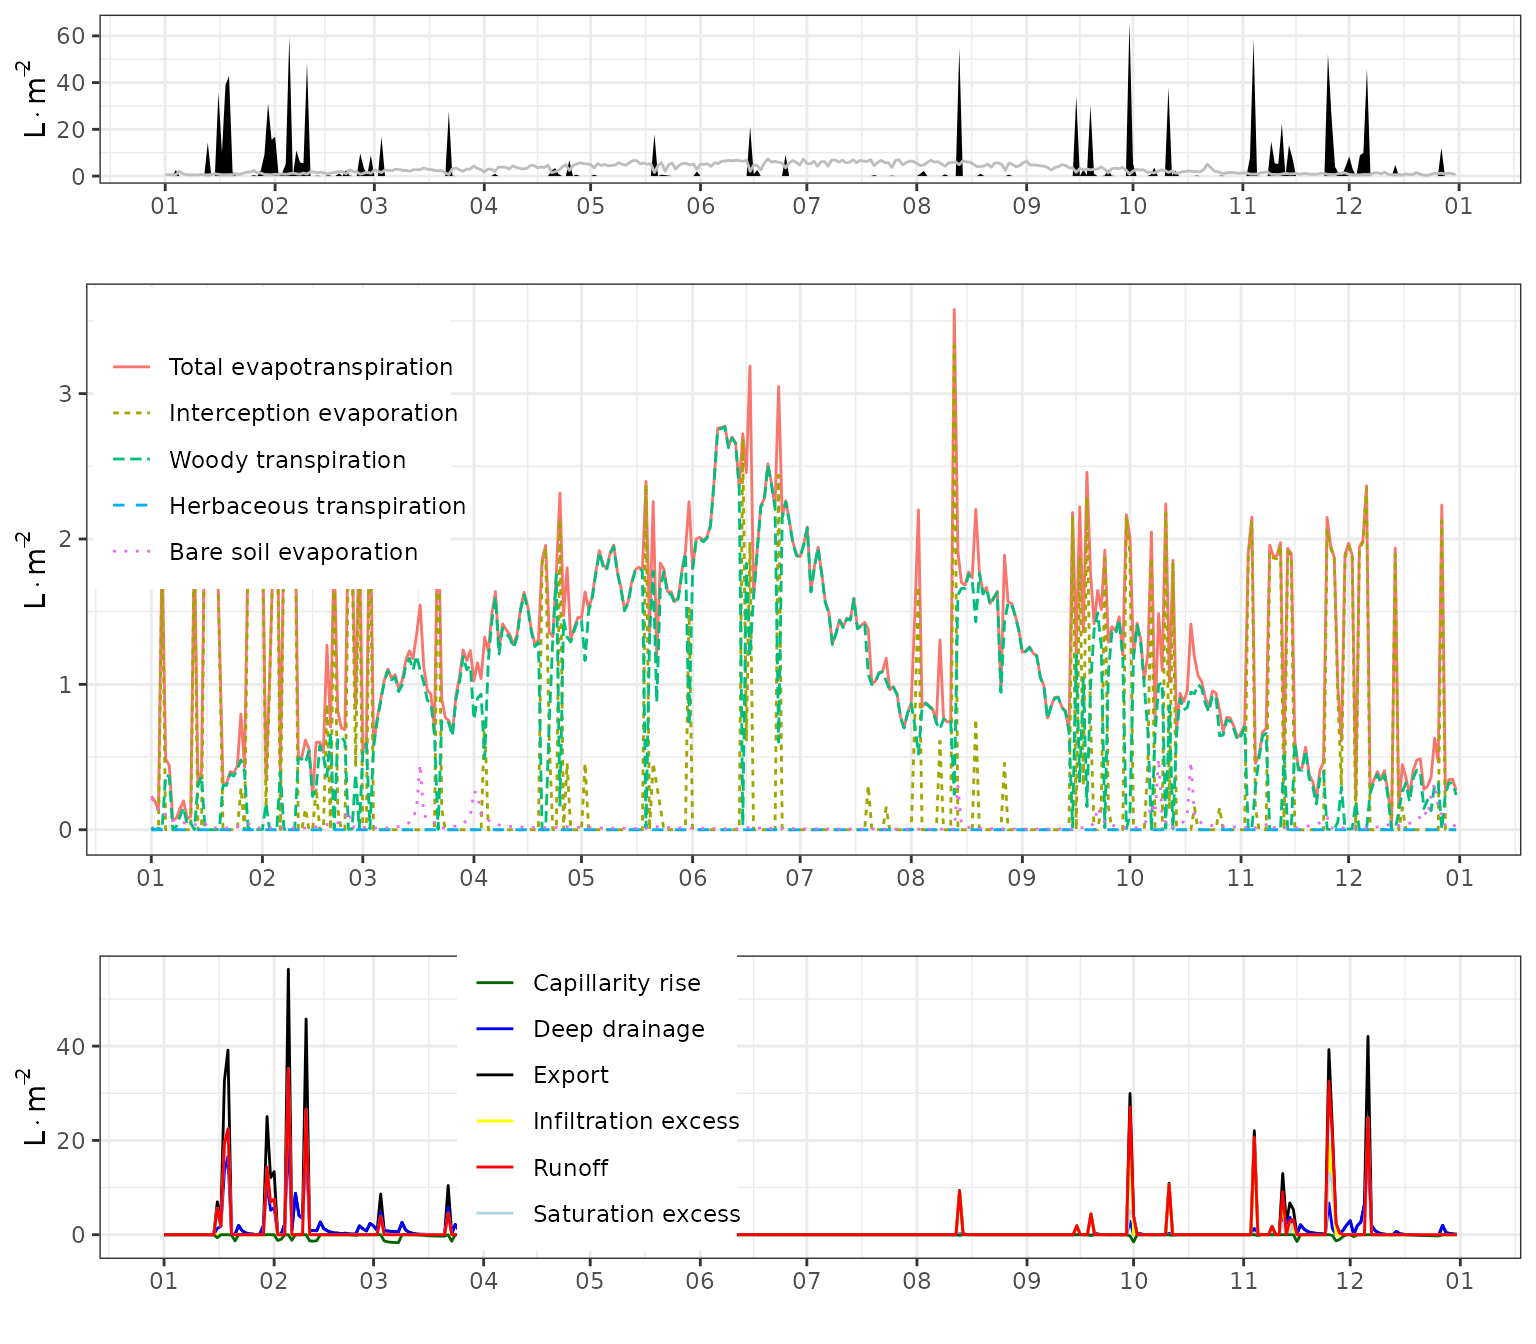 60
40
20
0
L · m⁻²
01 02 03 04 05 06 07 08 09 10 11 12 01
Total evapotranspiration
Interception evaporation
Woody transpiration
Herbaceous transpiration
Bare soil evaporation
3
2
1
0
L · m⁻²
01 02 03 04 05 06 07 08 09 10 11 12 01
Capillarity rise
Deep drainage
Export
Infiltration excess
Runoff
Saturation excess
40
20
0
L · m⁻²
01 02 03 04 05 06 07 08 09 10 11 12 01